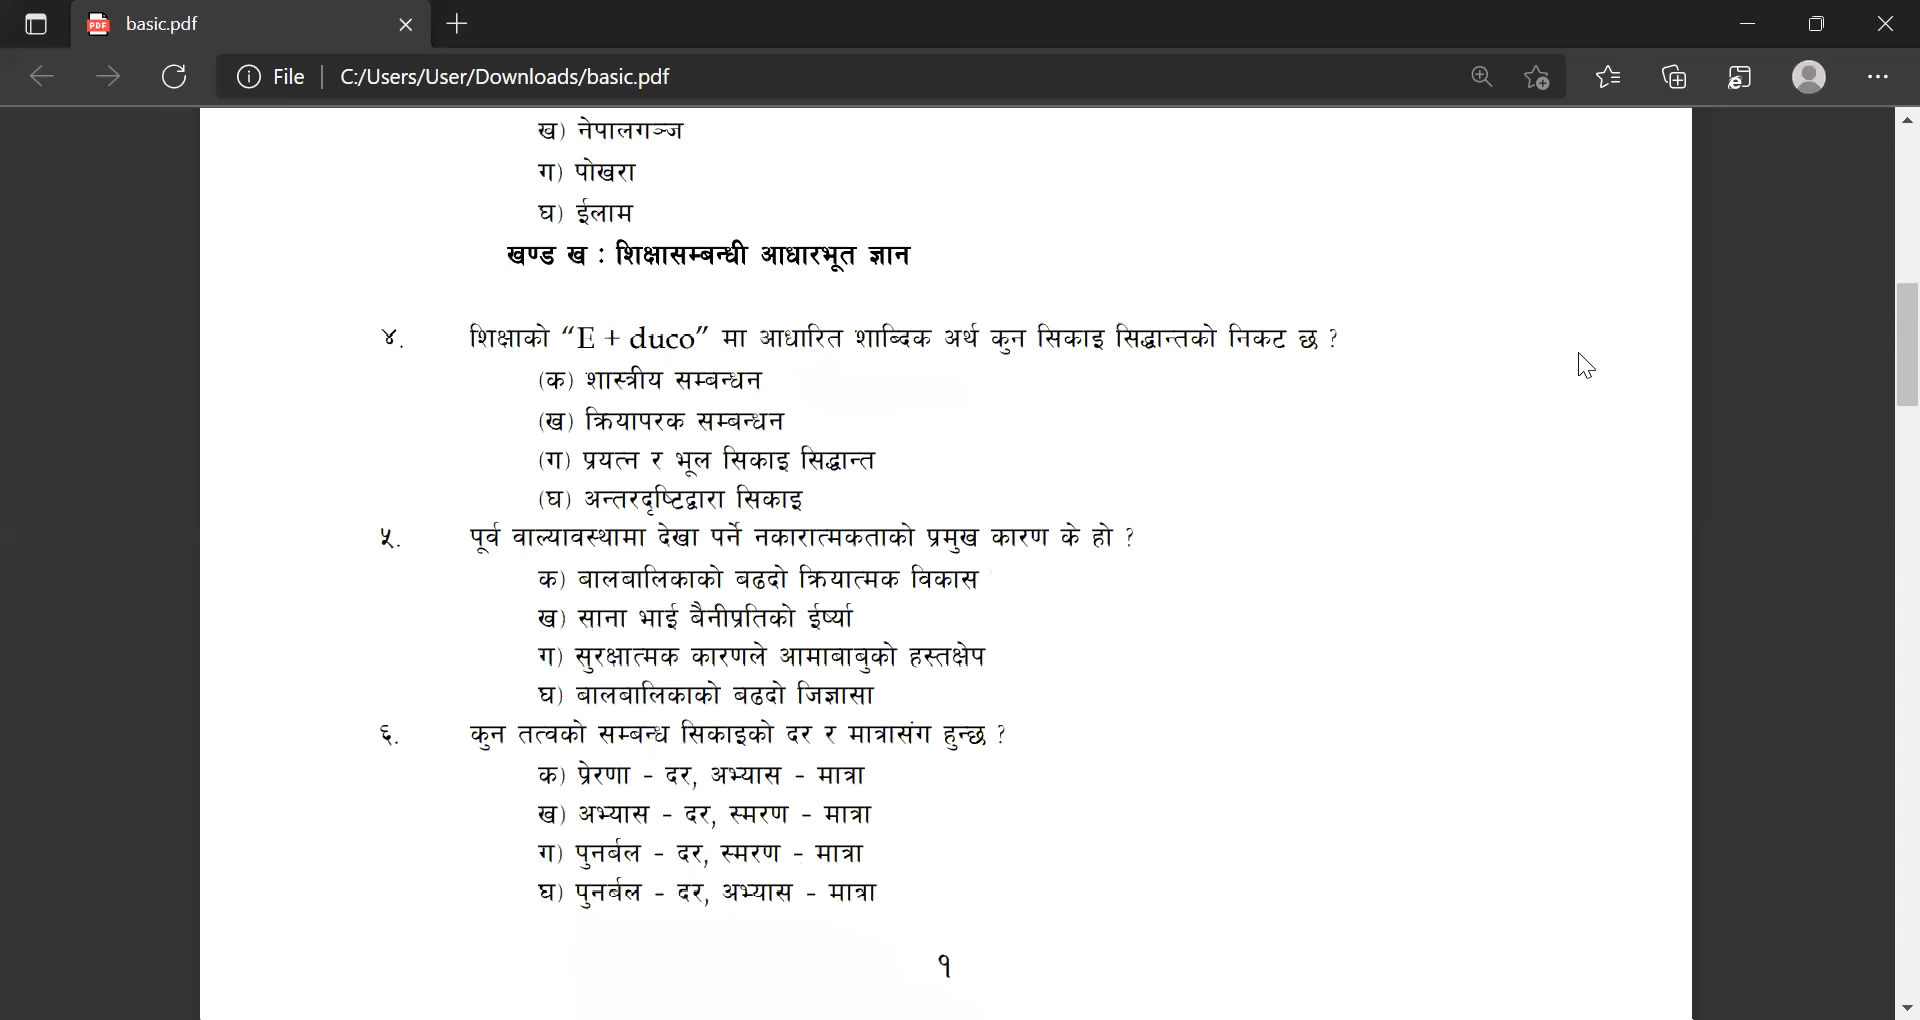 basic.pdf
File
C:/Users/User/Downloads/basic.pdf
ख) नेपालगञ्ज
ग) पोखरा
घ) ईलाम
खण्ड ख : शिक्षासम्बन्धी आधारभूत ज्ञान
४. शिक्षाको “E + duco” मा आधारित शाब्दिक अर्थ कुन सिकाइ सिद्धान्तको निकट छ ?
(क) शास्त्रीय सम्बन्धन
(ख) क्रियापरक सम्बन्धन
(ग) प्रयत्न र भूल सिकाइ सिद्धान्त
(घ) अन्तरदृष्टिद्वारा सिकाइ
५. पूर्व वाल्यावस्थामा देखा पर्ने नकारात्मकताको प्रमुख कारण के हो ?
क) बालबालिकाको बढदो क्रियात्मक विकास
ख) साना भाई बैनीप्रतिको ईर्ष्या
ग) सुरक्षात्मक कारणले आमाबाबुको हस्तक्षेप
घ) बालबालिकाको बढदो जिज्ञासा
६. कुन तत्वको सम्बन्ध सिकाइको दर र मात्रासंग हुन्छ ?
क) प्रेरणा - दर, अभ्यास - मात्रा
ख) अभ्यास - दर, स्मरण - मात्रा
ग) पुनर्बल - दर, स्मरण - मात्रा
घ) पुनर्बल - दर, अभ्यास - मात्रा
१